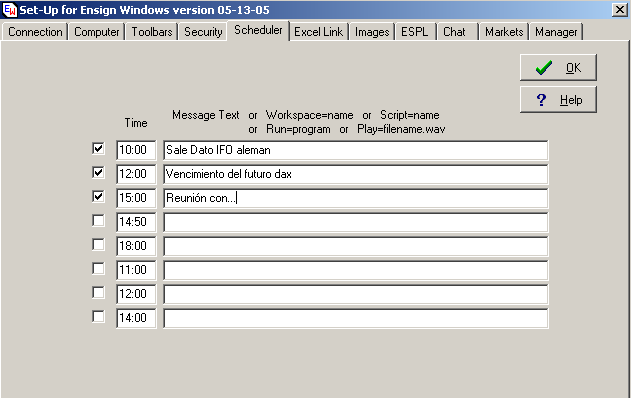 Set-Up for Ensign Windows version 05-13-05
Connection Computer Toolbars Security Scheduler Excel Link Images ESPL Chat Markets Manager
OK
Help
Time
Message Text or Workspace=name or Script=name
or Run=program or Play=filename.wav
10:00 Sale Dato IFO aleman
12:00 Vencimiento del futuro dax
15:00 Reunión con...
14:50
18:00
11:00
12:00
14:00